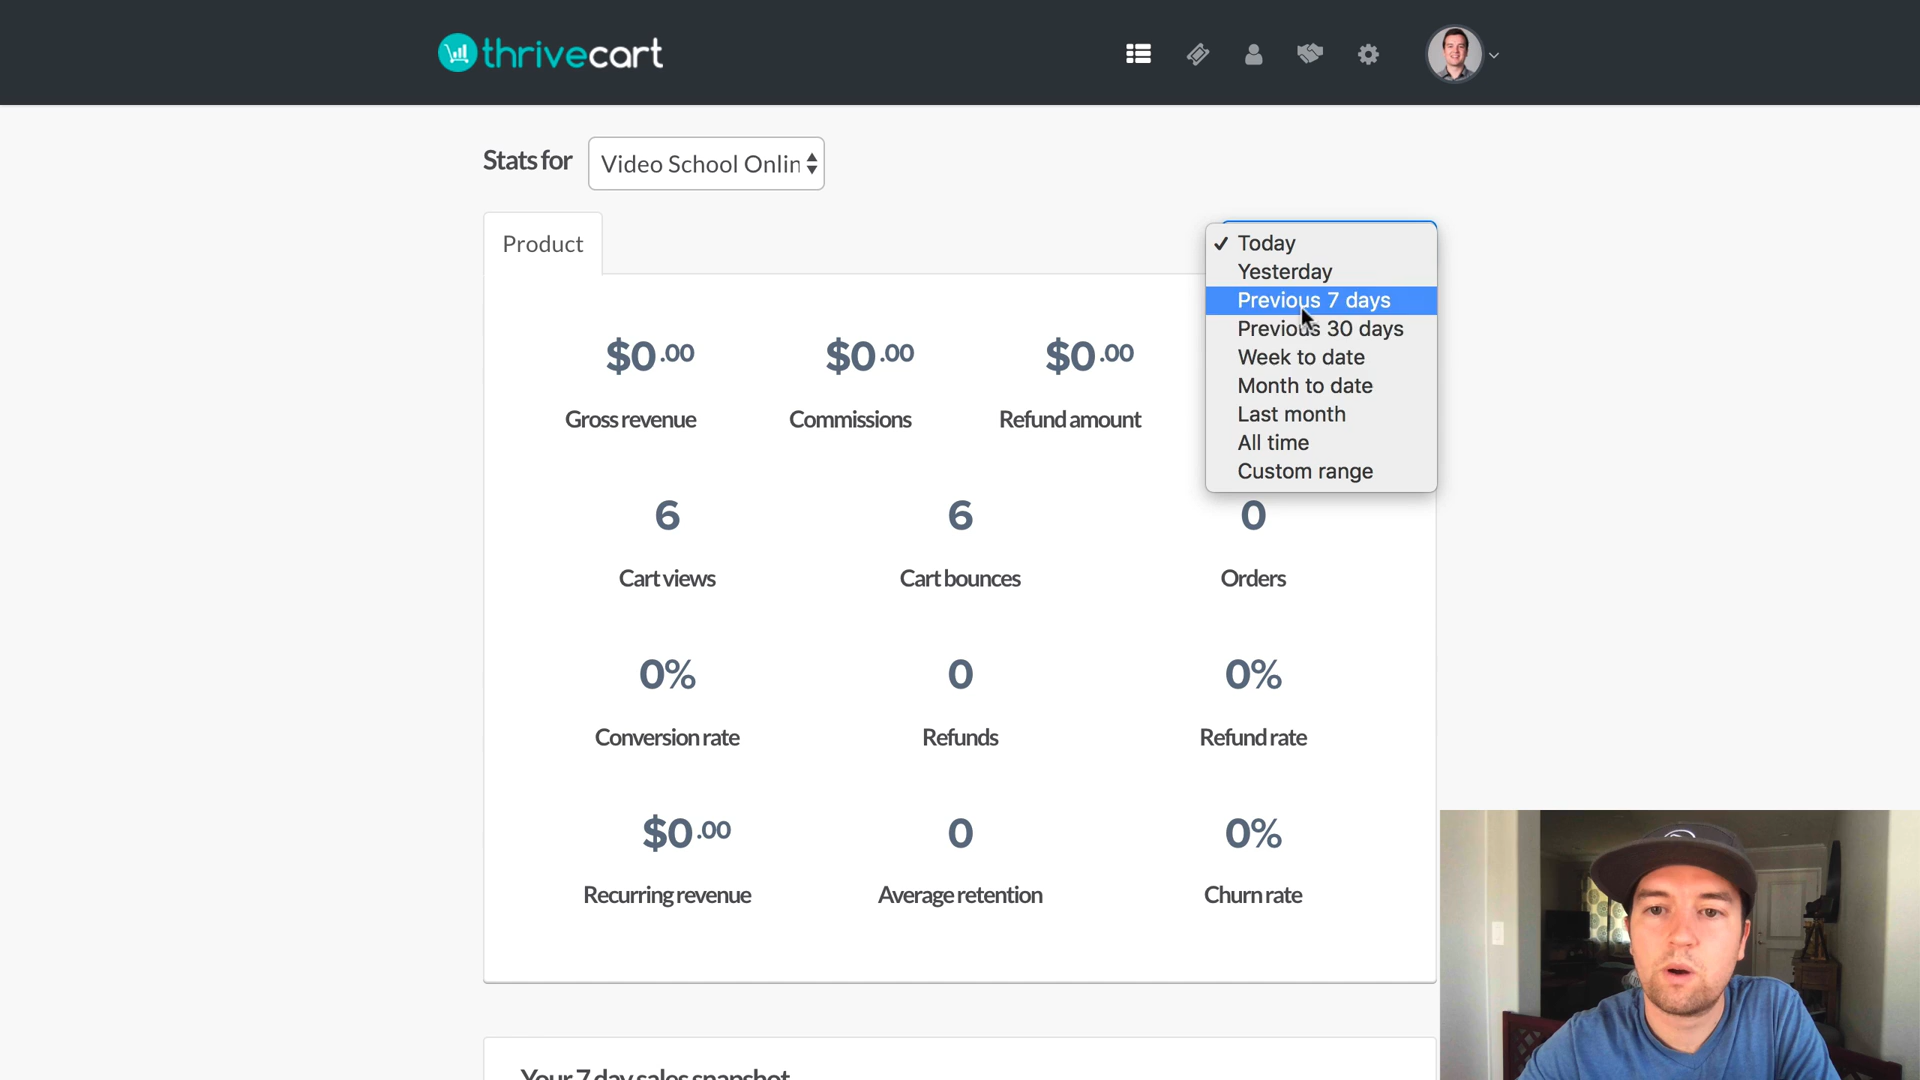 thrivecart
Stats for
Video School Onlin
Product
✓ Today
Yesterday
Previous 7 days
Previous 30 days
Week to date
Month to date
Last month
All time
Custom range
$0.00 $0.00 $0.00
Gross revenue Commissions Refund amount
6 6 0
Cart views Cart bounces Orders
0% 0 0%
Conversion rate Refunds Refund rate
$0.00 0 0%
Recurring revenue Average retention Churn rate
Your 7 day sales snapshot